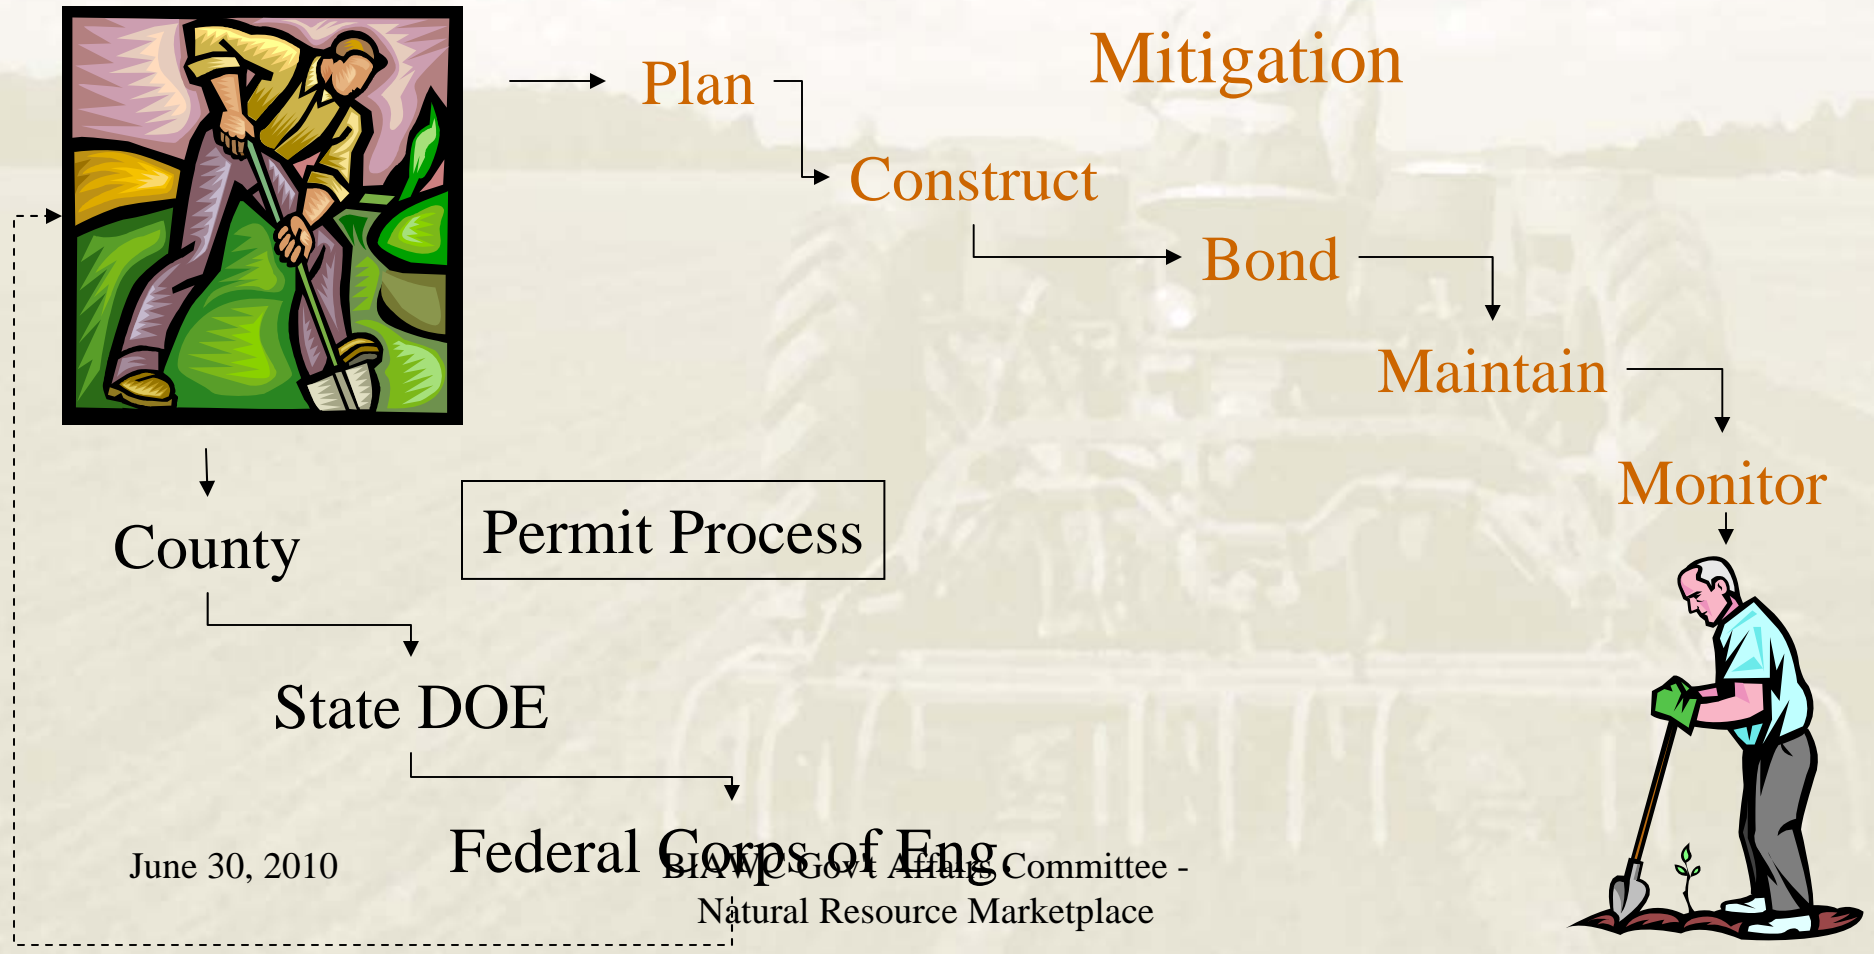 Mitigation
Plan
Construct
Bond
Maintain
Monitor
Permit Process
County
State DOE
Federal Corps of Eng.
June 30, 2010
BIAWC Gov't Affairs Committee -
Natural Resource Marketplace